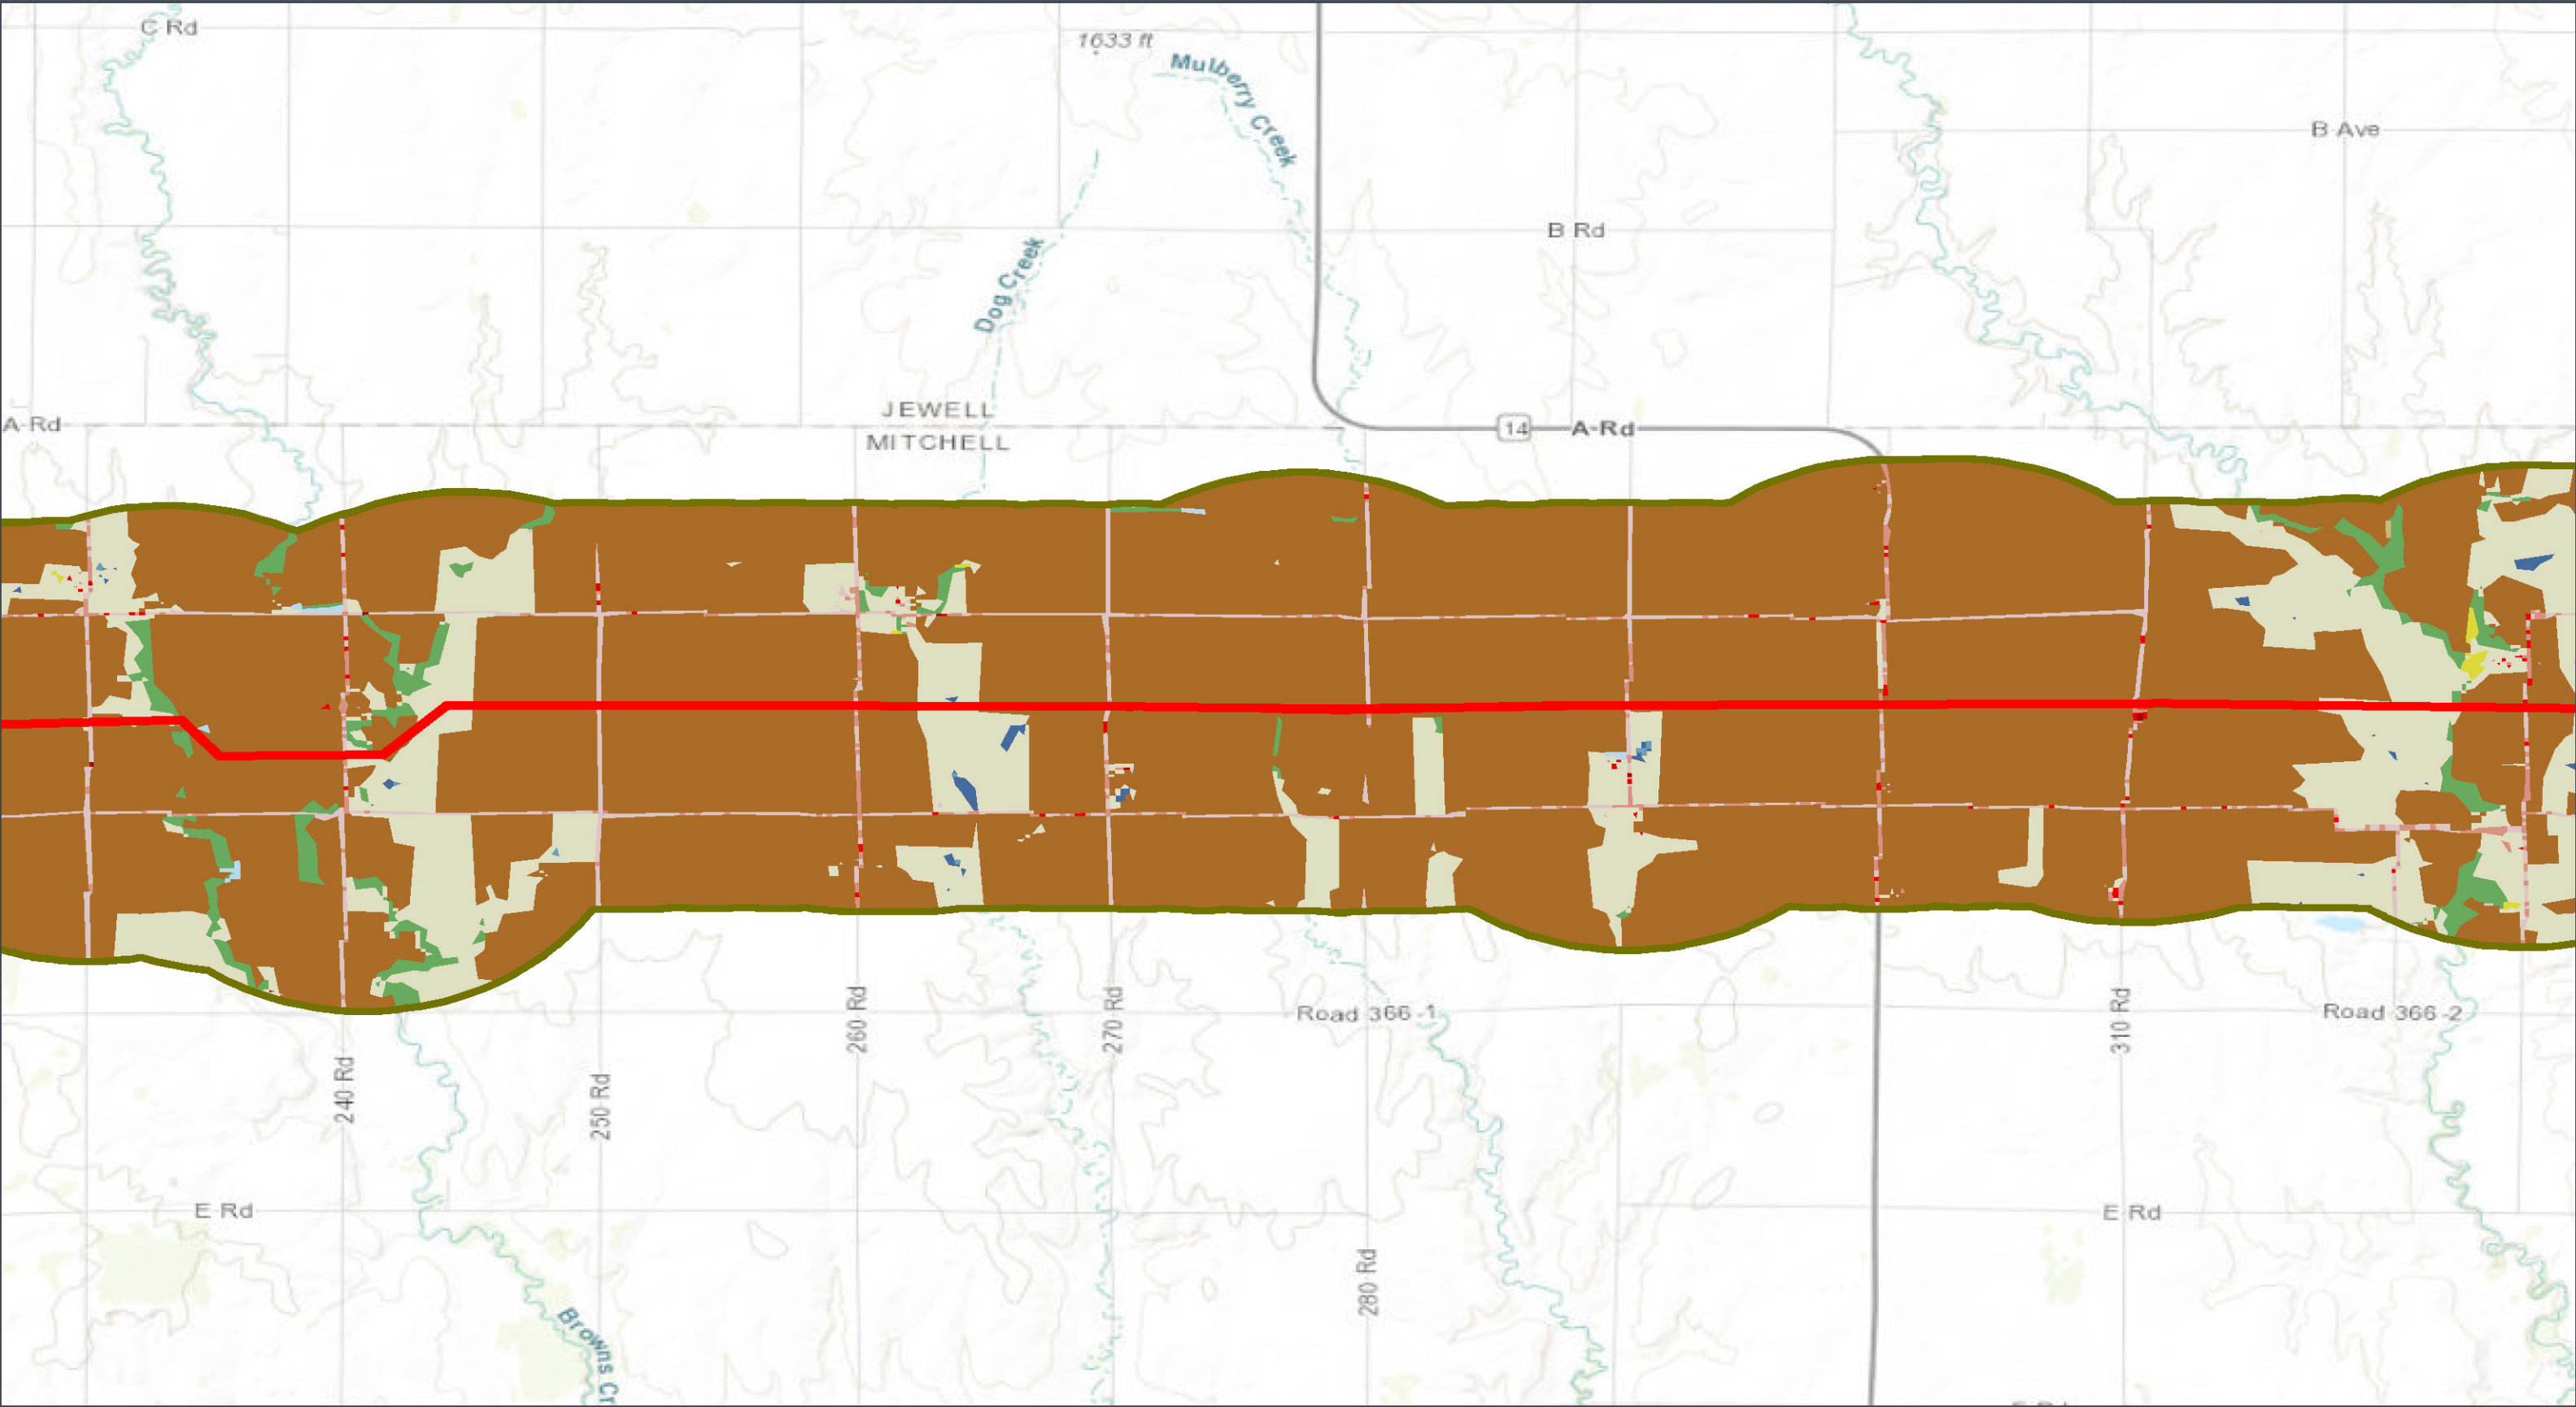 C Rd
1633 ft
Mulberry Creek
B Ave
B Rd
Dog Creek
JEWELL
A Rd
14
A-Rd
MITCHELL
260 Rd
270 Rd
Road 366 -1
310 Rd
Road 366 -2
240 Rd
250 Rd
E Rd
E Rd
280 Rd
Browns Cr